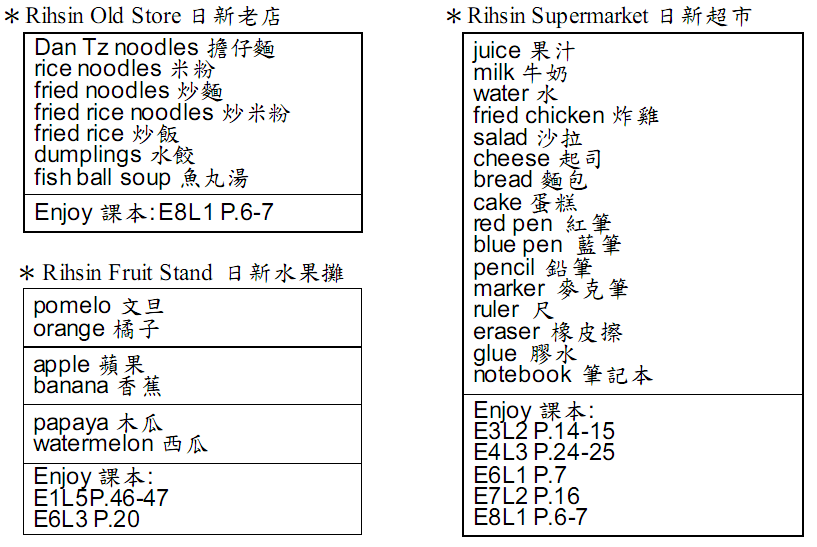 ＊Rihsin Old Store 日新老店
Dan Tz noodles 擔仔麵
rice noodles 米粉
fried noodles 炒麵
fried rice noodles 炒米粉
fried rice 炒飯
dumplings 水餃
fish ball soup 魚丸湯
Enjoy 課本: E8L1 P.6-7
＊Rihsin Fruit Stand 日新水果攤
pomelo 文旦
orange 橘子
apple 蘋果
banana 香蕉
papaya 木瓜
watermelon 西瓜
Enjoy 課本:
E1L5P.46-47
E6L3 P.20
＊Rihsin Supermarket 日新超市
juice 果汁
milk 牛奶
water 水
fried chicken 炸雞
salad 沙拉
cheese 起司
bread 麵包
cake 蛋糕
red pen 紅筆
blue pen 藍筆
pencil 鉛筆
marker 麥克筆
ruler 尺
eraser 橡皮擦
glue 膠水
notebook 筆記本
Enjoy 課本:
E3L2 P.14-15
E4L3 P.24-25
E6L1 P.7
E7L2 P.16
E8L1 P.6-7